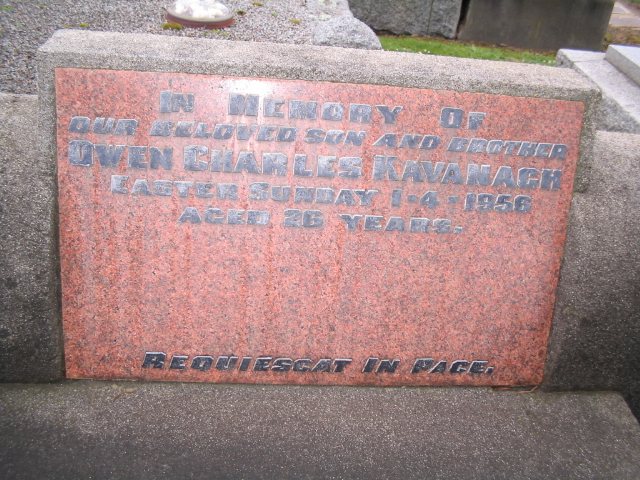 IN MEMORY OF
OUR BELOVED SON AND BROTHER
OWEN CHARLES KAVANAGH
EASTER SUNDAY 1-4-1956
AGED 26 YEARS.
REQUIESCAT IN PACE.